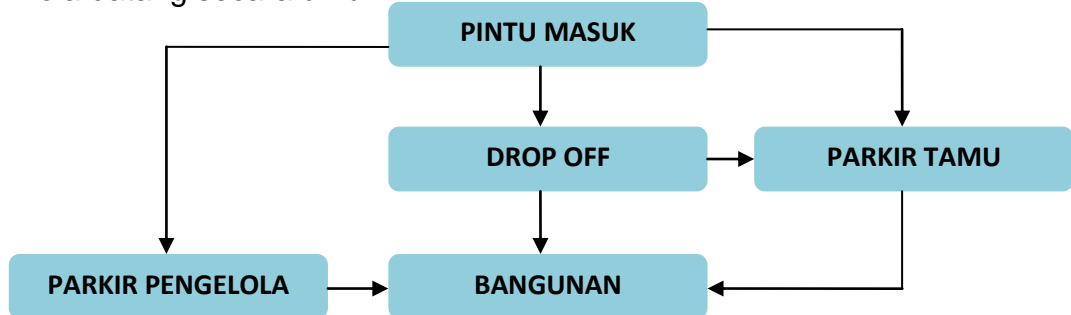 PINTU MASUK
DROP OFF
PARKIR TAMU
PARKIR PENGELOLA
BANGUNAN